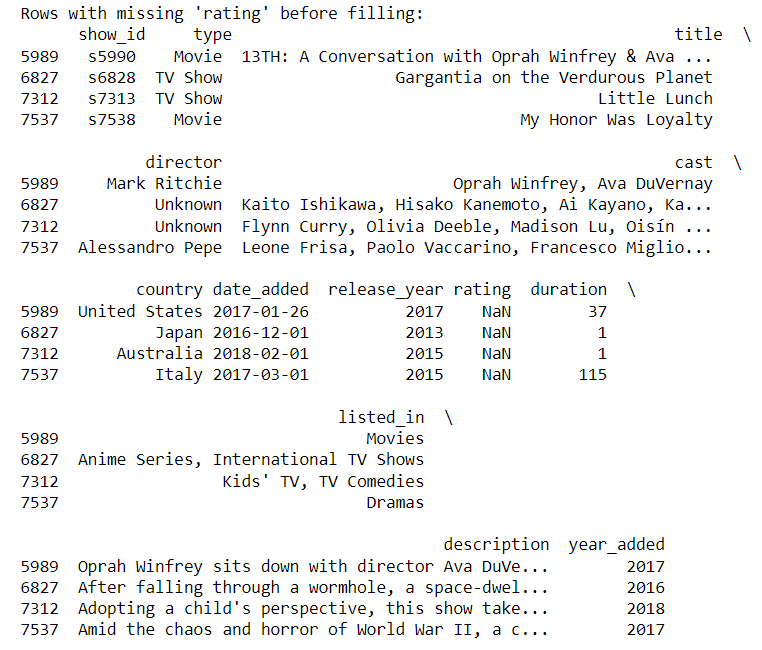 Rows with missing 'rating' before filling:
show_id type title \
5989 s5990 Movie 13TH: A Conversation with Oprah Winfrey & Ava ...
6827 s6828 TV Show Gargantia on the Verdurous Planet
7312 s7313 TV Show Little Lunch
7537 s7538 Movie My Honor Was Loyalty
director cast \
5989 Mark Ritchie Oprah Winfrey, Ava DuVernay
6827 Unknown Kaito Ishikawa, Hisako Kanemoto, Ai Kayano, Ka...
7312 Unknown Flynn Curry, Olivia Deeble, Madison Lu, Oisín ...
7537 Alessandro Pepe Leone Frisa, Paolo Vaccarino, Francesco Miglio...
country date_added release_year rating duration \
5989 United States 2017-01-26 2017 NaN 37
6827 Japan 2016-12-01 2013 NaN 1
7312 Australia 2018-02-01 2015 NaN 1
7537 Italy 2017-03-01 2015 NaN 115
listed_in \
5989 Movies
6827 Anime Series, International TV Shows
7312 Kids' TV, TV Comedies
7537 Dramas
description year_added
5989 Oprah Winfrey sits down with director Ava DuVe... 2017
6827 After falling through a wormhole, a space-dwel... 2016
7312 Adopting a child's perspective, this show take... 2018
7537 Amid the chaos and horror of World War II, a c... 2017